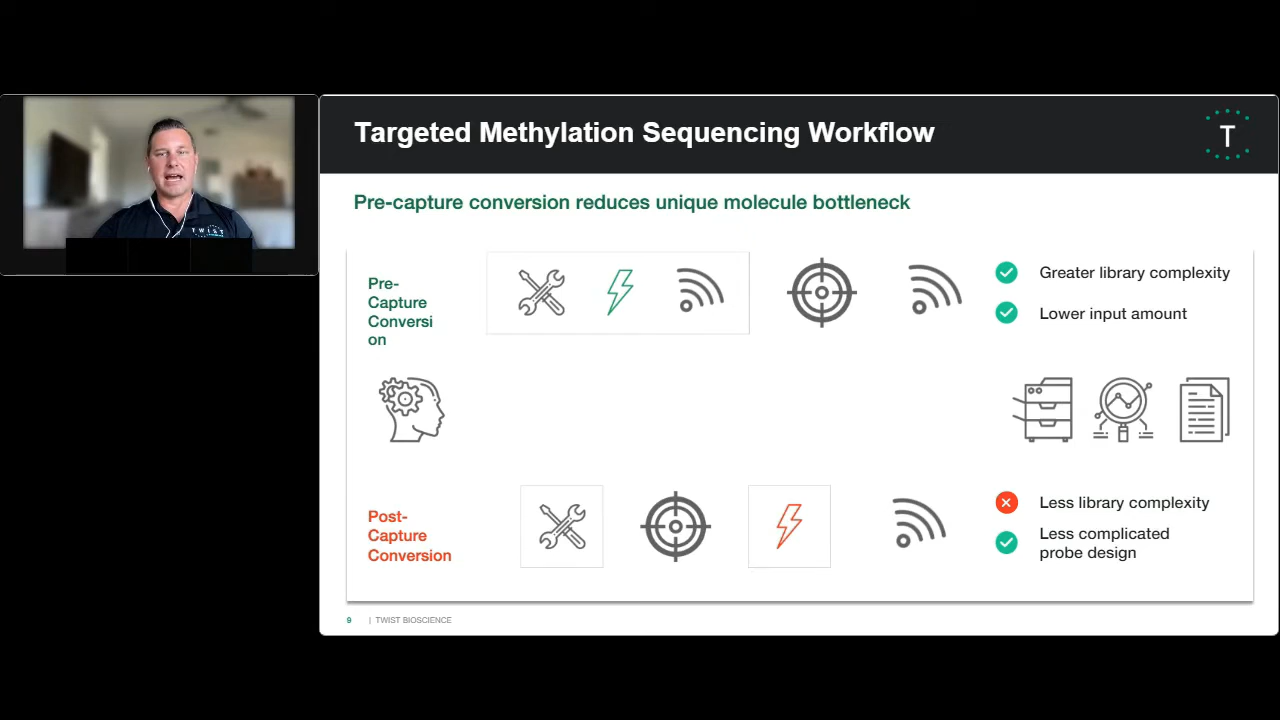 Targeted Methylation Sequencing Workflow
T
Pre-capture conversion reduces unique molecule bottleneck
Pre-
Capture
Conversi
on
Greater library complexity
Lower input amount
Post-
Capture
Conversion
Less library complexity
Less complicated
probe design
9 | TWIST BIOSCIENCE
TWIST